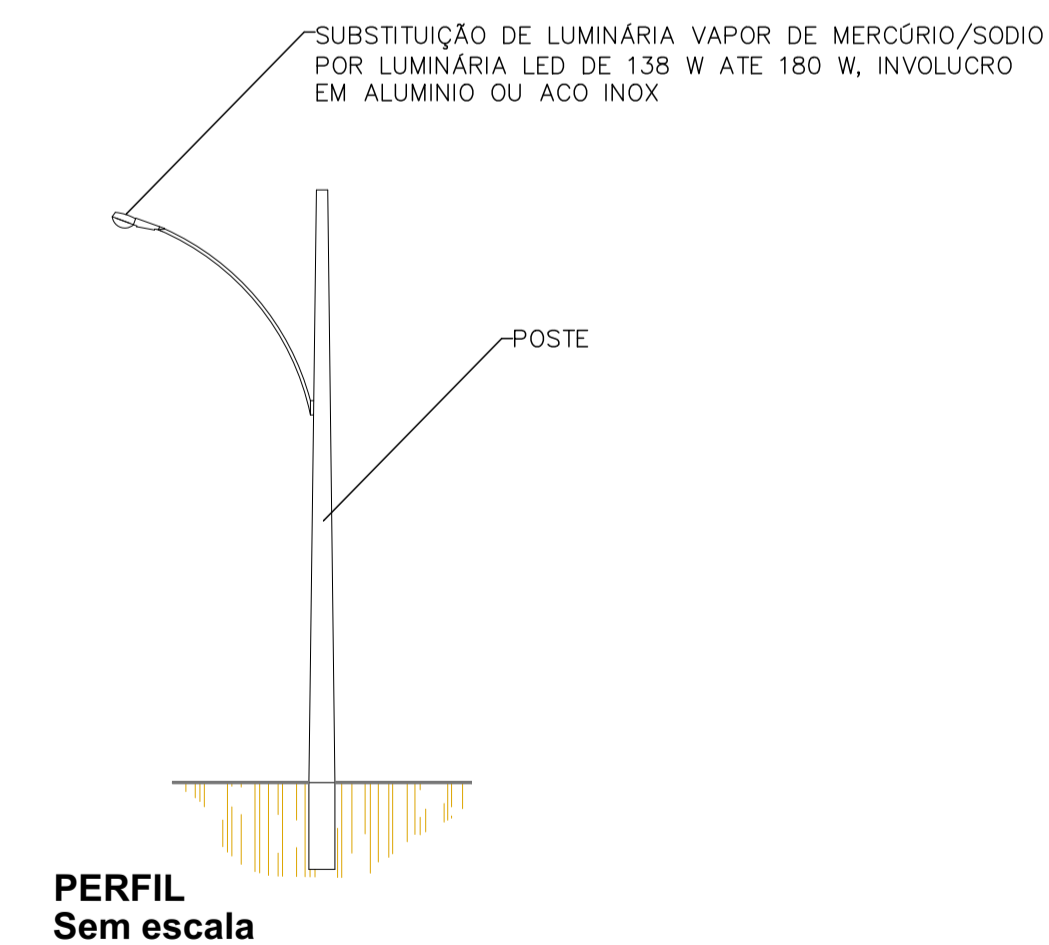 SUBSTITUIÇÃO DE LUMINÁRIA VAPOR DE MERCÚRIO/SODIO
POR LUMINÁRIA LED DE 138 W ATE 180 W, INVOLUCRO
EM ALUMINIO OU ACO INOX
POSTE
PERFIL
Sem escala